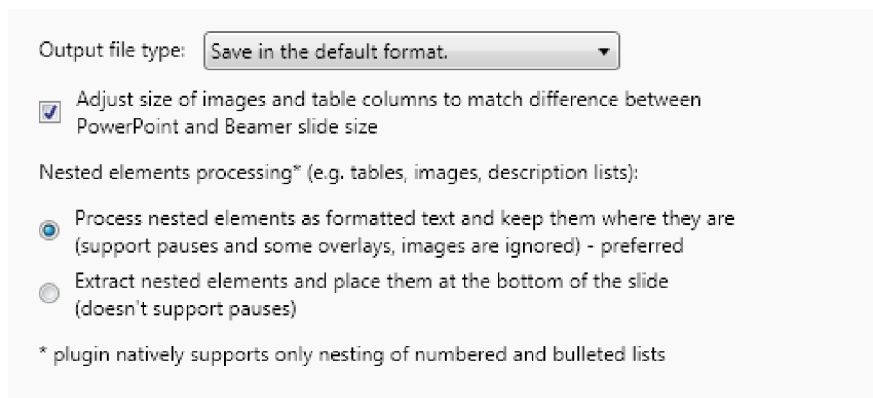 Output file type: Save in the default format.
Adjust size of images and table columns to match difference between
PowerPoint and Beamer slide size
Nested elements processing* (e.g. tables, images, description lists):
Process nested elements as formatted text and keep them where they are
(support pauses and some overlays, images are ignored) - preferred
Extract nested elements and place them at the bottom of the slide
(doesn't support pauses)
* plugin natively supports only nesting of numbered and bulleted lists